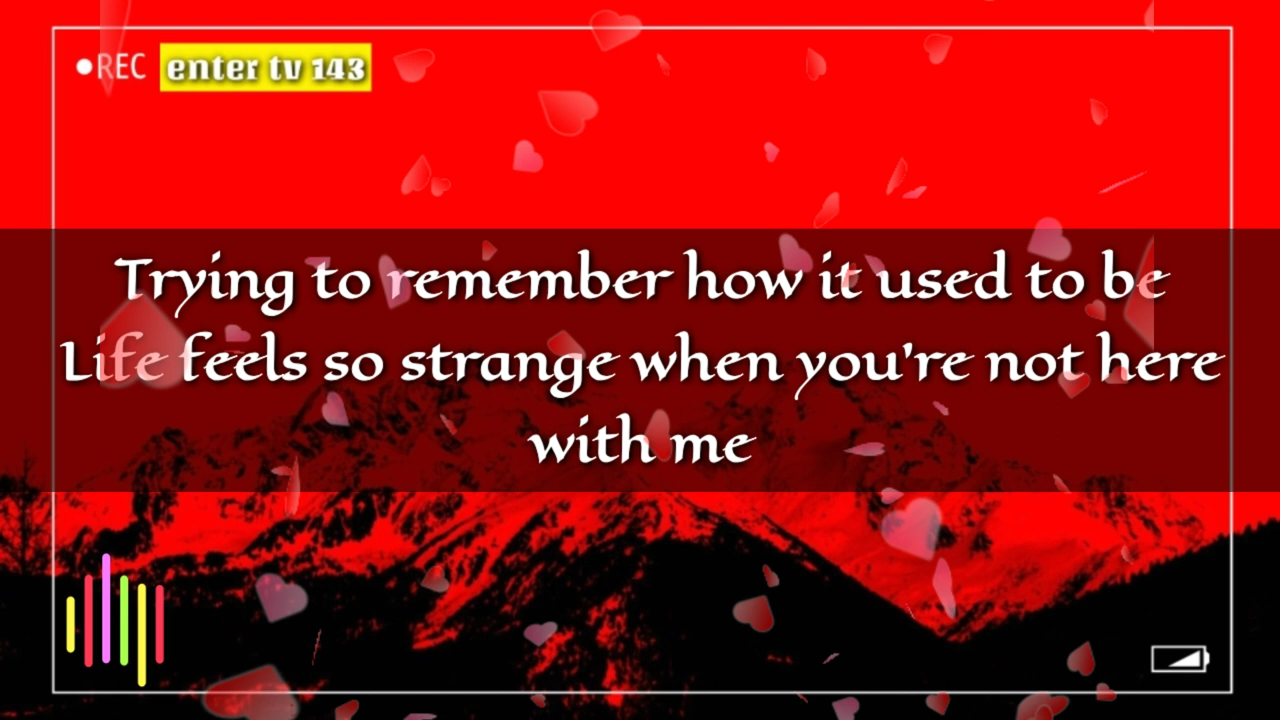 REC enter tv 143
Trying to remember how it used to be
Life feels so strange when you're not here
with me